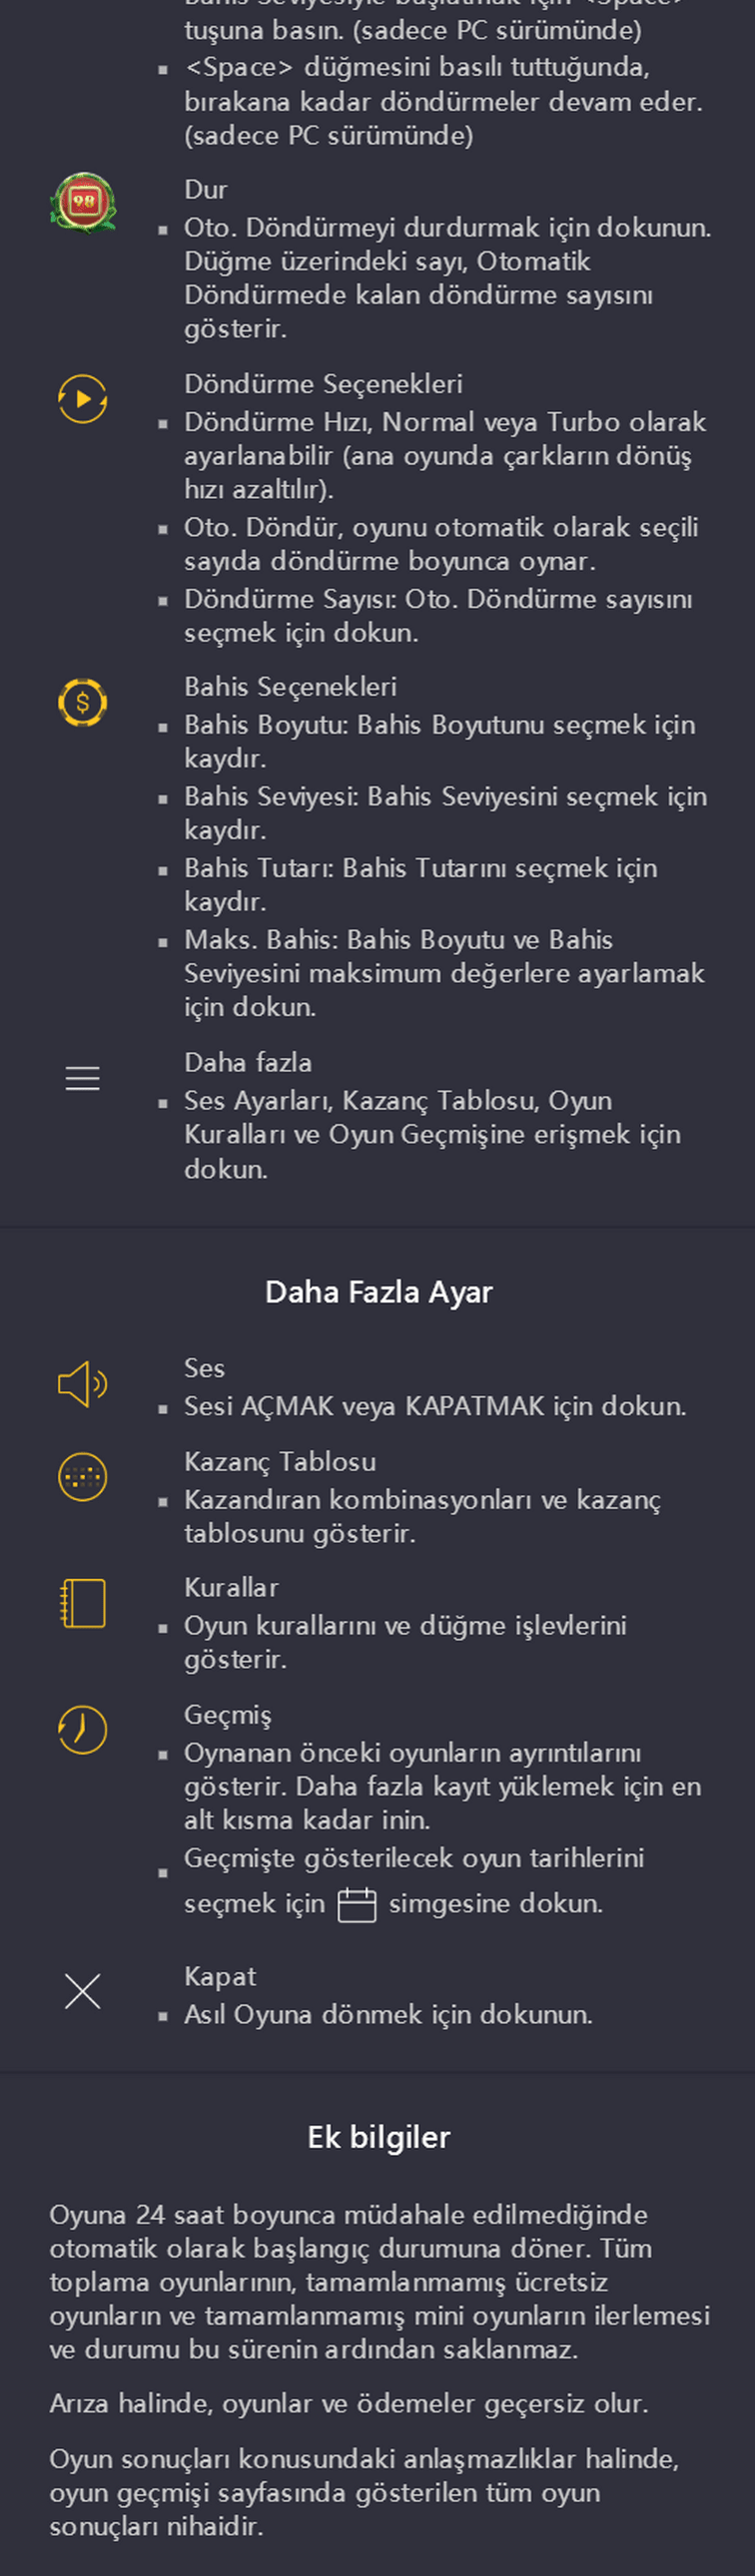 Bahis Seviyesiyle başlatmak için <Space>
tuşuna basın. (sadece PC sürümünde)
<Space> düğmesini basılı tuttuğunda,
bırakana kadar döndürmeler devam eder.
(sadece PC sürümünde)
98
Dur
Oto. Döndürmeyi durdurmak için dokunun.
Düğme üzerindeki sayı, Otomatik
Döndürmede kalan döndürme sayısını
gösterir.
Döndürme Seçenekleri
Döndürme Hızı, Normal veya Turbo olarak
ayarlanabilir (ana oyunda çarkların dönüş
hızı azaltılır).
Oto. Döndür, oyunu otomatik olarak seçili
sayıda döndürme boyunca oynar.
Döndürme Sayısı: Oto. Döndürme sayısını
seçmek için dokun.
$
Bahis Seçenekleri
Bahis Boyutu: Bahis Boyutunu seçmek için
kaydır.
Bahis Seviyesi: Bahis Seviyesini seçmek için
kaydır.
Bahis Tutarı: Bahis Tutarını seçmek için
kaydır.
Maks. Bahis: Bahis Boyutu ve Bahis
Seviyesini maksimum değerlere ayarlamak
için dokun.
Daha fazla
Ses Ayarları, Kazanç Tablosu, Oyun
Kuralları ve Oyun Geçmişine erişmek için
dokun.
Daha Fazla Ayar
Ses
Sesi AÇMAK veya KAPATMAK için dokun.
Kazanç Tablosu
Kazandıran kombinasyonları ve kazanç
tablosunu gösterir.
Kurallar
Oyun kurallarını ve düğme işlevlerini
gösterir.
Geçmiş
Oynanan önceki oyunların ayrıntılarını
gösterir. Daha fazla kayıt yüklemek için en
alt kısma kadar inin.
Geçmişte gösterilecek oyun tarihlerini
seçmek için simgesine dokun.
Kapat
Asıl Oyuna dönmek için dokunun.
Ek bilgiler
Oyuna 24 saat boyunca müdahale edilmediğinde
otomatik olarak başlangıç durumuna döner. Tüm
toplama oyunlarının, tamamlanmamış ücretsiz
oyunların ve tamamlanmamış mini oyunların ilerlemesi
ve durumu bu sürenin ardından saklanmaz.
Arıza halinde, oyunlar ve ödemeler geçersiz olur.
Oyun sonuçları konusundaki anlaşmazlıklar halinde,
oyun geçmişi sayfasında gösterilen tüm oyun
sonuçları nihaidir.